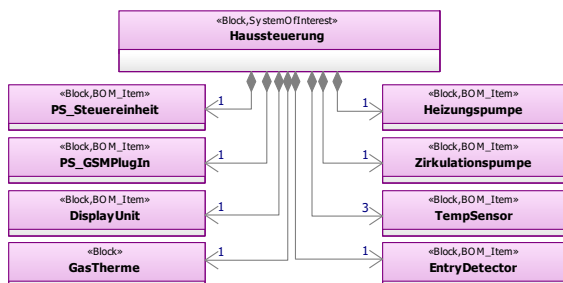 «Block,SystemOfInterest»
Haussteuerung
«Block,BOM_Item»
PS_Steuereinheit
1
1
«Block,BOM_Item»
Heizungspumpe
«Block,BOM_Item»
PS_GSMPlugIn
1
1
«Block,BOM_Item»
Zirkulationspumpe
«Block,BOM_Item»
DisplayUnit
1
3
«Block,BOM_Item»
TempSensor
«Block»
GasTherme
1
1
«Block,BOM_Item»
EntryDetector